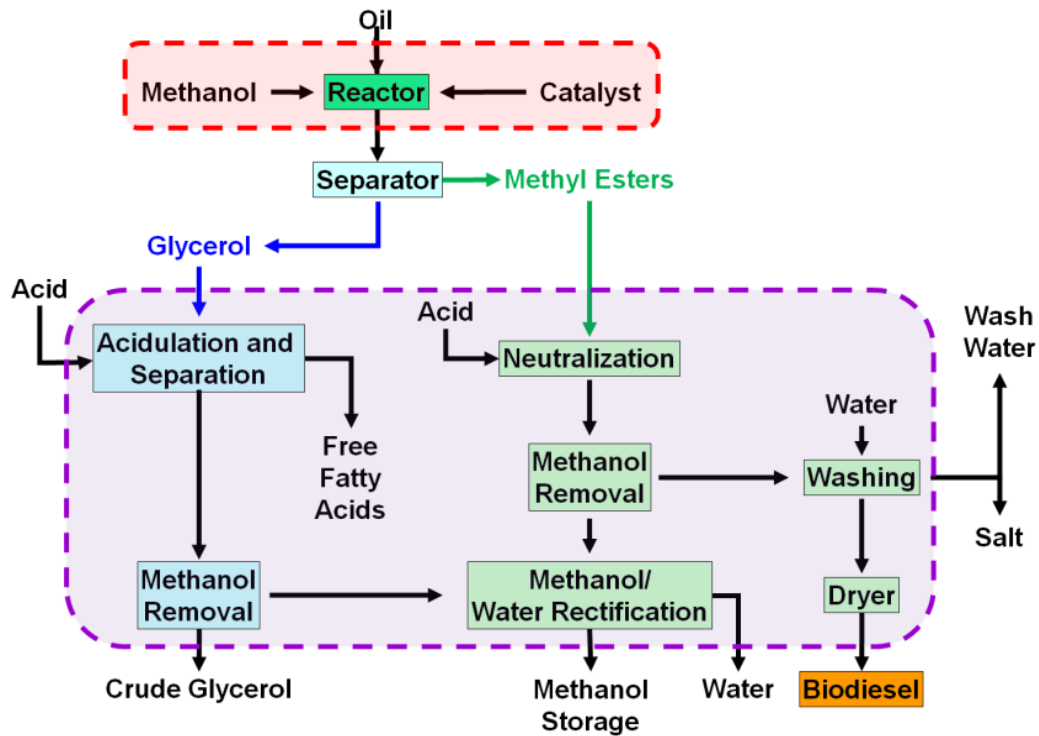 Oil
Methanol
Reactor
Catalyst
Separator
Methyl Esters
Glycerol
Acid
Acidulation and
Separation
Free
Fatty
Acids
Acid
Neutralization
Wash
Water
Methanol
Removal
Water
Washing
Salt
Methanol
Removal
Methanol/
Water Rectification
Dryer
Crude Glycerol
Methanol
Storage
Water
Biodiesel